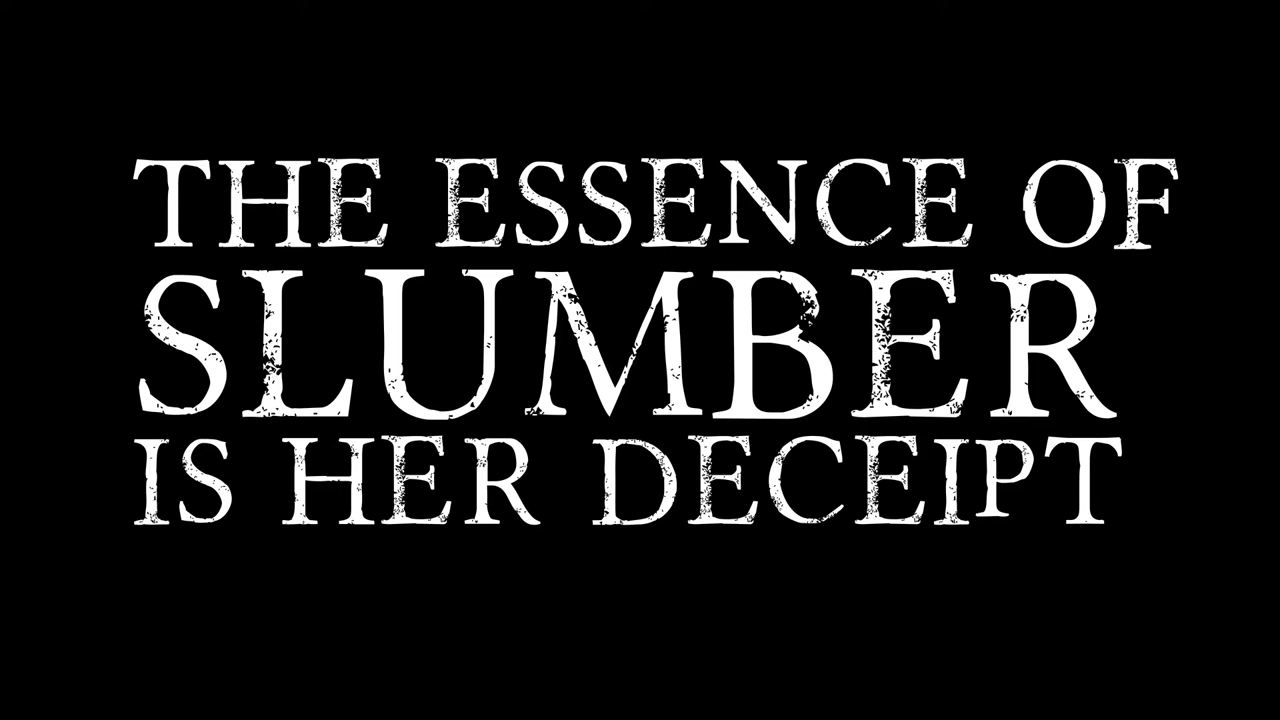 THE ESSENCE OF
SLUMBER
IS HER DECEIPT